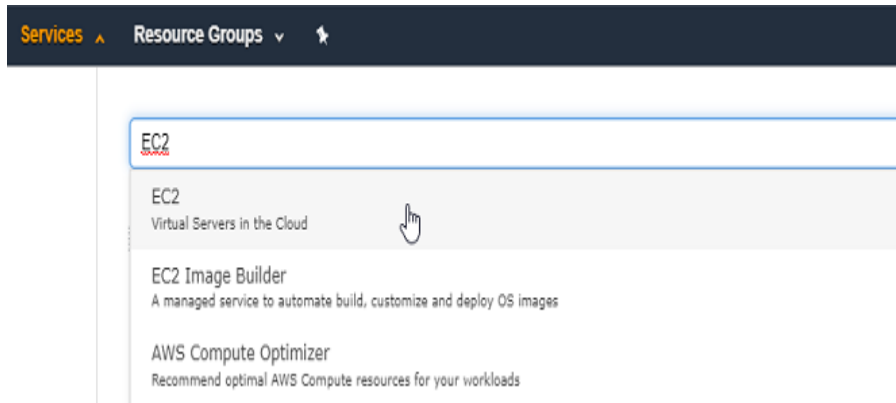 Services Resource Groups
EC2
EC2
Virtual Servers in the Cloud
EC2 Image Builder
A managed service to automate build, customize and deploy OS images
AWS Compute Optimizer
Recommend optimal AWS Compute resources for your workloads